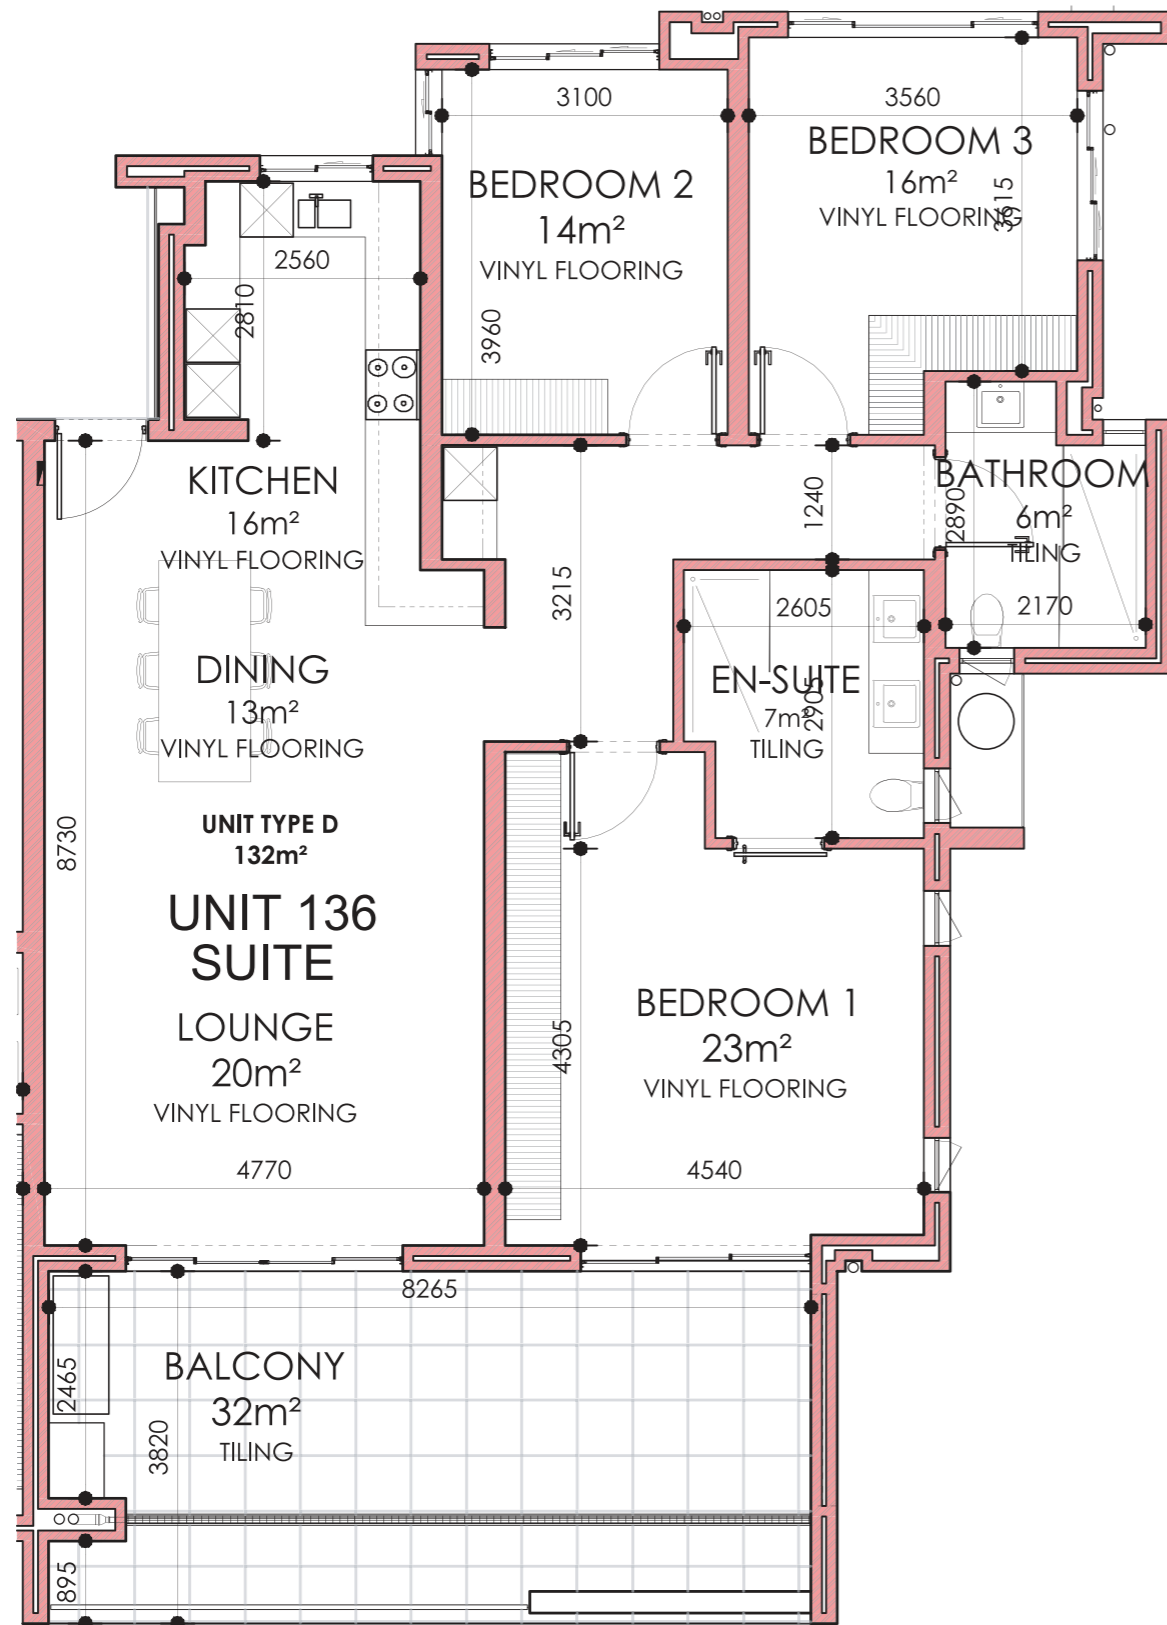 3100
3560
BEDROOM 3
16m²
VINYL FLOORING
3615
BEDROOM 2
14m²
VINYL FLOORING
3960
2560
2810
KITCHEN
16m²
VINYL FLOORING
BATHROOM
6m²
TILING
2890
2170
1240
3215
2605
EN-SUITE
7m²
TILING
2905
DINING
13m²
VINYL FLOORING
UNIT TYPE D
132m²
8730
UNIT 136
SUITE
LOUNGE
20m²
VINYL FLOORING
4770
BEDROOM 1
23m²
VINYL FLOORING
4305
4540
8265
BALCONY
32m²
TILING
2465
3820
895